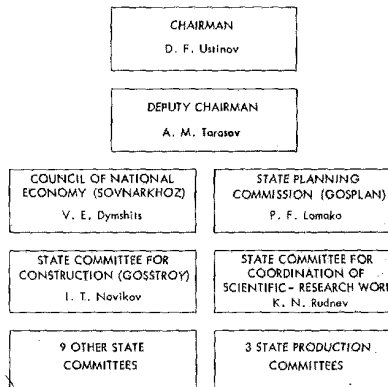 CHAIRMAN
D. F. Ustinov
DEPUTY CHAIRMAN
A. M. Tarasov
COUNCIL OF NATIONAL
ECONOMY (SOVNARKHOZ)
V. E. Dymshits
STATE PLANNING
COMMISSION (GOSPLAN)
P. F. Lomako
STATE COMMITTEE FOR
CONSTRUCTION (GOSSTROY)
I. T. Novikov
STATE COMMITTEE FOR
COORDINATION OF
SCIENTIFIC-RESEARCH WORK
K. N. Rudnev
9 OTHER STATE
COMMITTEES
3 STATE PRODUCTION
COMMITTEES